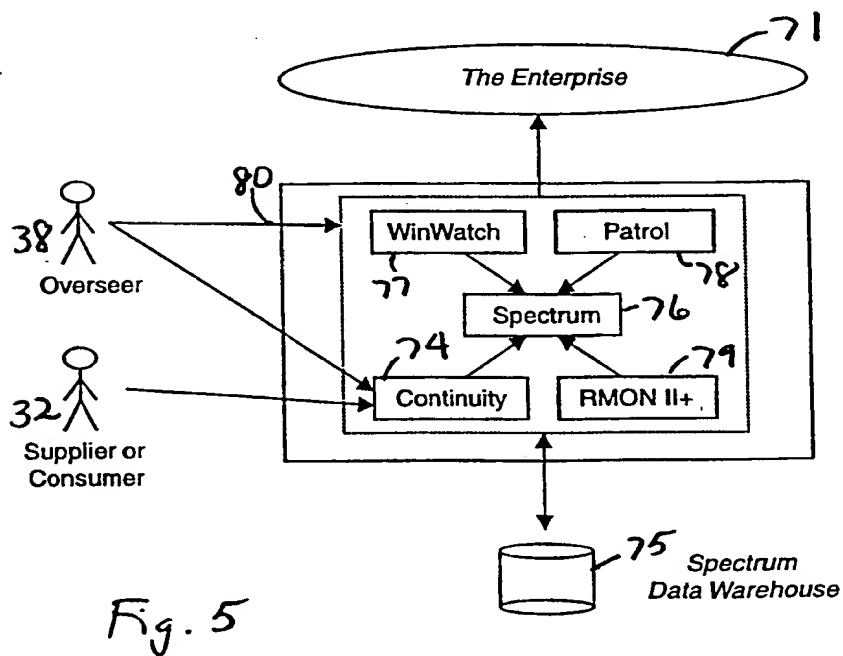 71
The Enterprise
80
38
Overseer
WinWatch
Patrol
77
78
Spectrum
76
74
79
32
Continuity
RMON II+
Supplier or
Consumer
75
Spectrum
Data Warehouse
Fig. 5